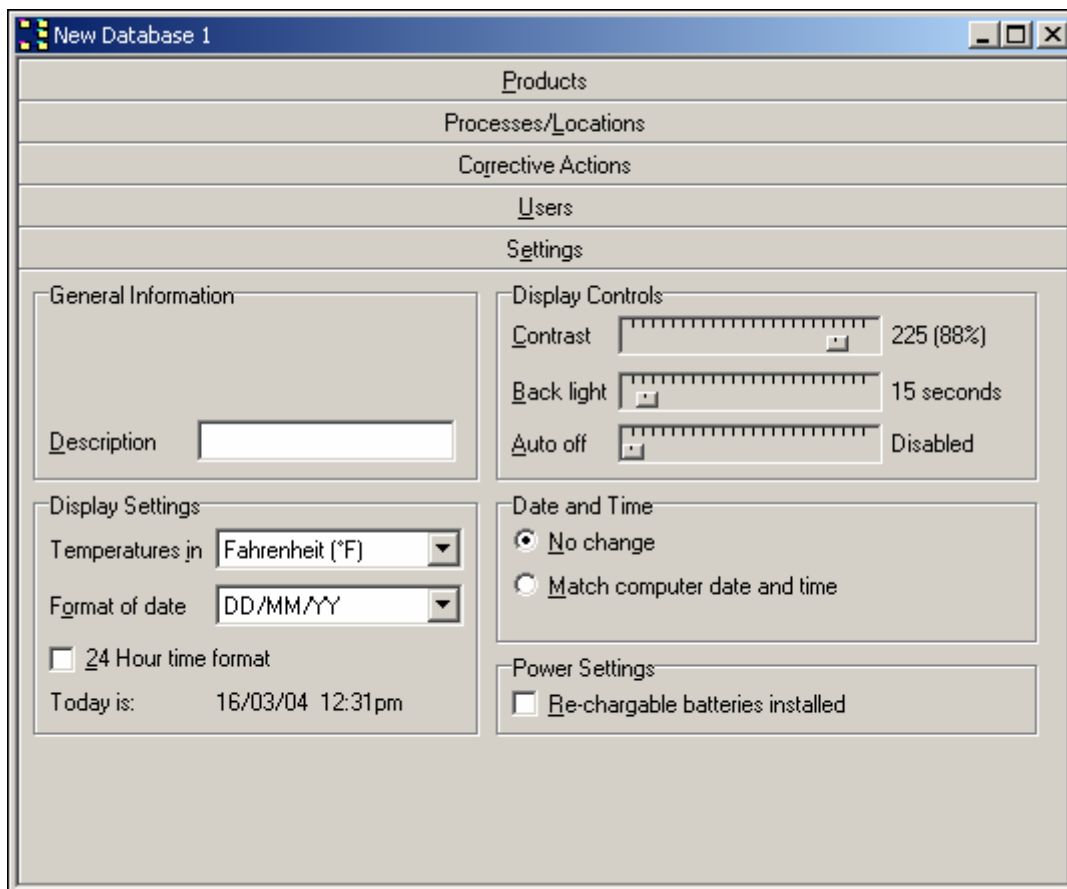 New Database 1
Products
Processes/Locations
Corrective Actions
Users
Settings
General Information
Description
Display Controls
Contrast 225 (88%)
Back light 15 seconds
Auto off Disabled
Display Settings
Temperatures in Fahrenheit (°F)
Format of date DD/MM/YY
24 Hour time format
Today is: 16/03/04 12:31pm
Date and Time
No change
Match computer date and time
Power Settings
Re-chargable batteries installed